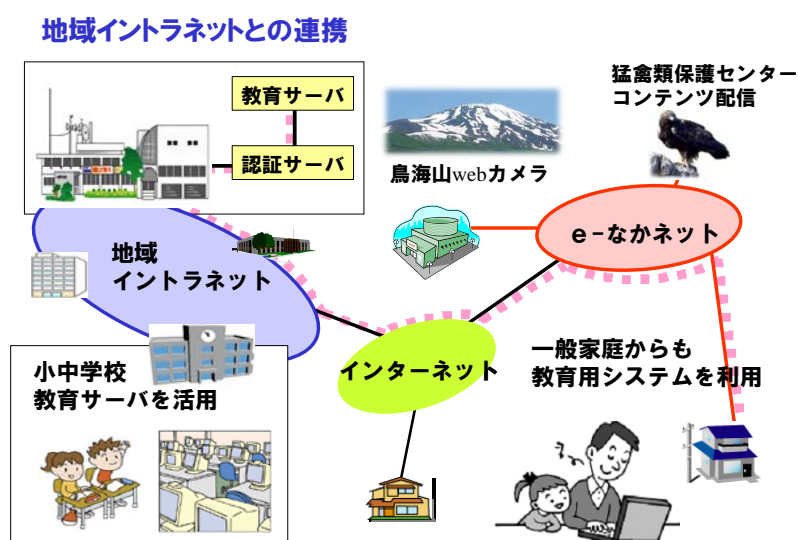 地域イントラネットとの連携
教育サーバ
認証サーバ
猛禽類保護センター
コンテンツ配信
鳥海山webカメラ
e-なかネット
地域
イントラネット
インターネット
一般家庭からも
教育用システムを利用
小中学校
教育サーバを活用